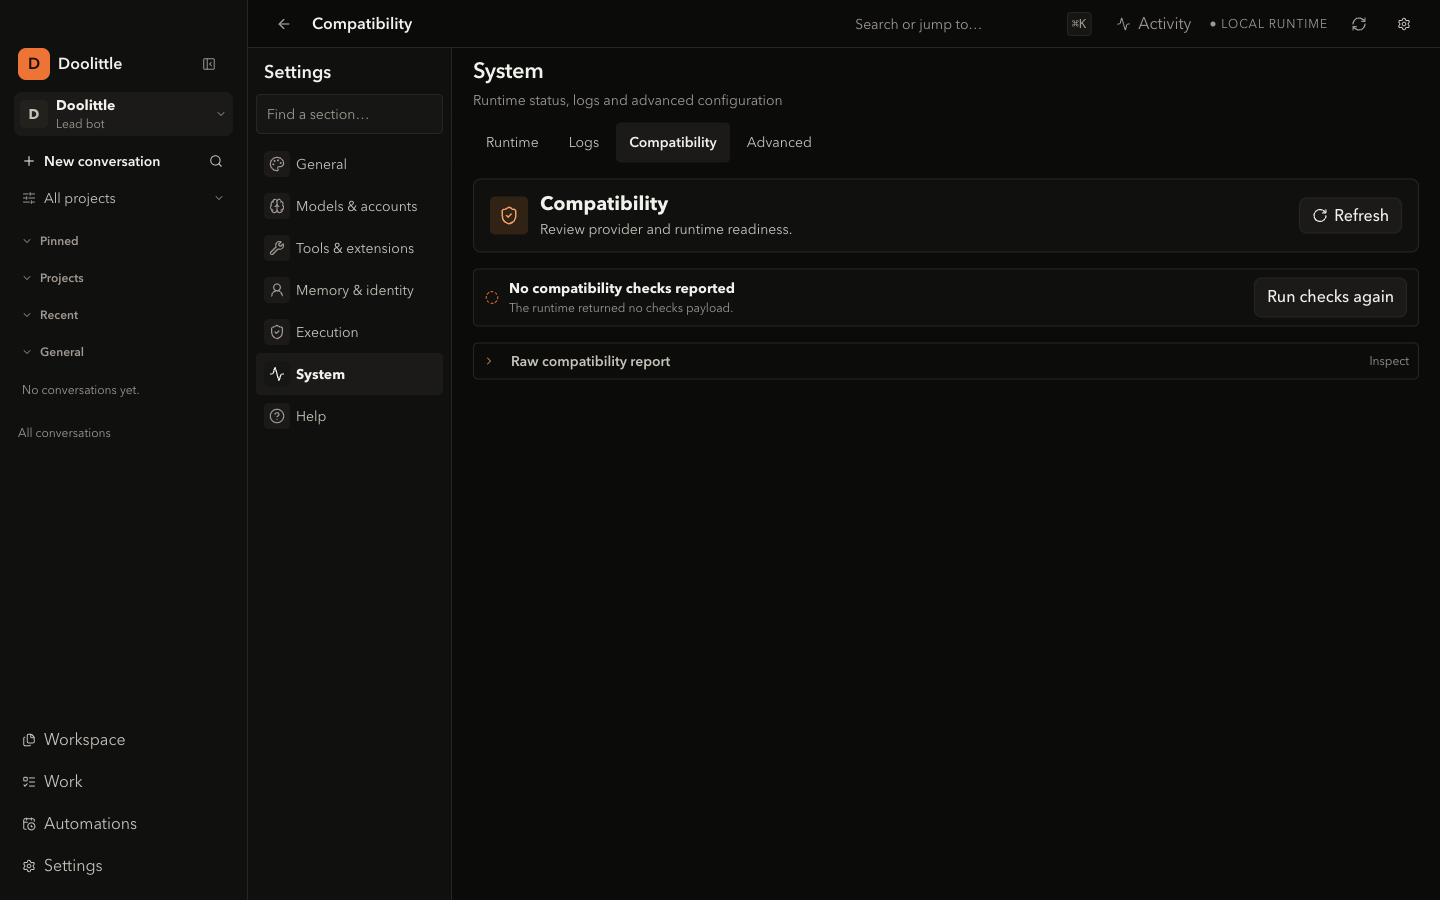 Compatibility
Search or jump to…
⌘K
Activity
LOCAL RUNTIME
D
Doolittle
D
Doolittle
Lead bot
New conversation
All projects
Pinned
Projects
Recent
General
No conversations yet.
All conversations
Workspace
Work
Automations
Settings
Settings
Find a section…
General
Models & accounts
Tools & extensions
Memory & identity
Execution
System
Help
System
Runtime status, logs and advanced configuration
Runtime
Logs
Compatibility
Advanced
Compatibility
Review provider and runtime readiness.
Refresh
No compatibility checks reported
The runtime returned no checks payload.
Run checks again
Raw compatibility report
Inspect